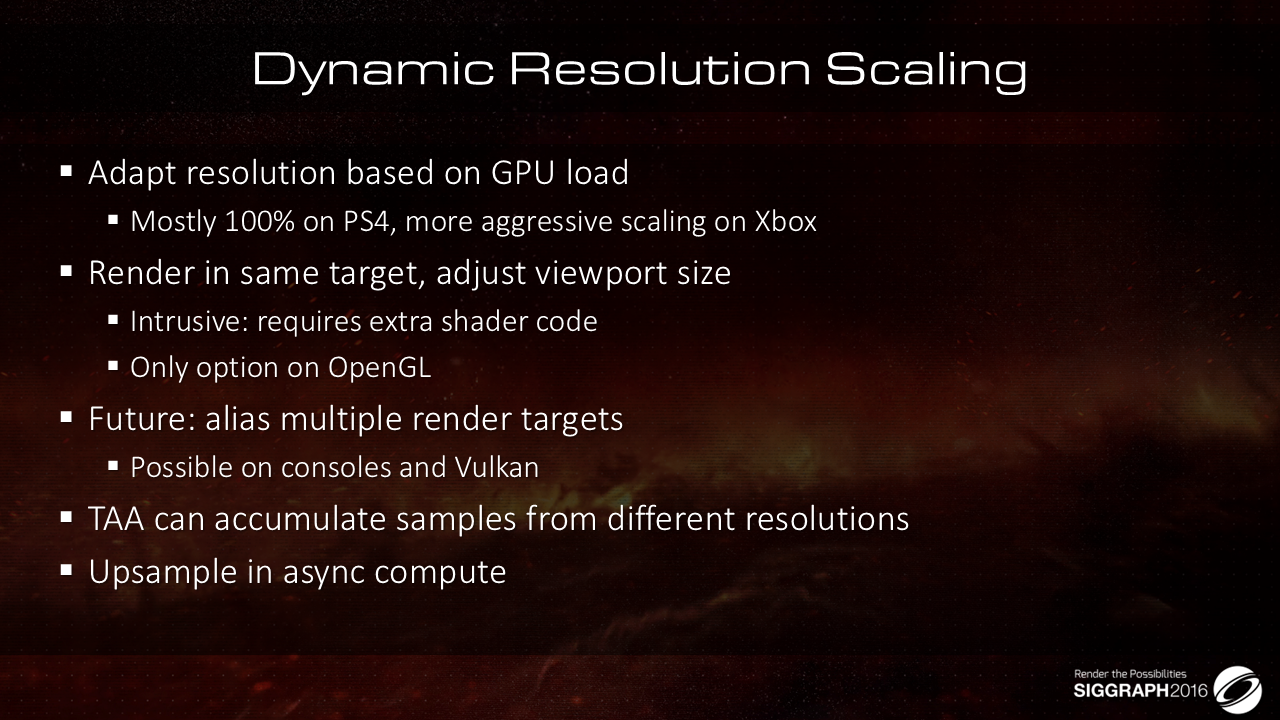 Dynamic Resolution Scaling
Adapt resolution based on GPU load
Mostly 100% on PS4, more aggressive scaling on Xbox
Render in same target, adjust viewport size
Intrusive: requires extra shader code
Only option on OpenGL
Future: alias multiple render targets
Possible on consoles and Vulkan
TAA can accumulate samples from different resolutions
Upsample in async compute
Render the Possibilities
SIGGRAPH2016